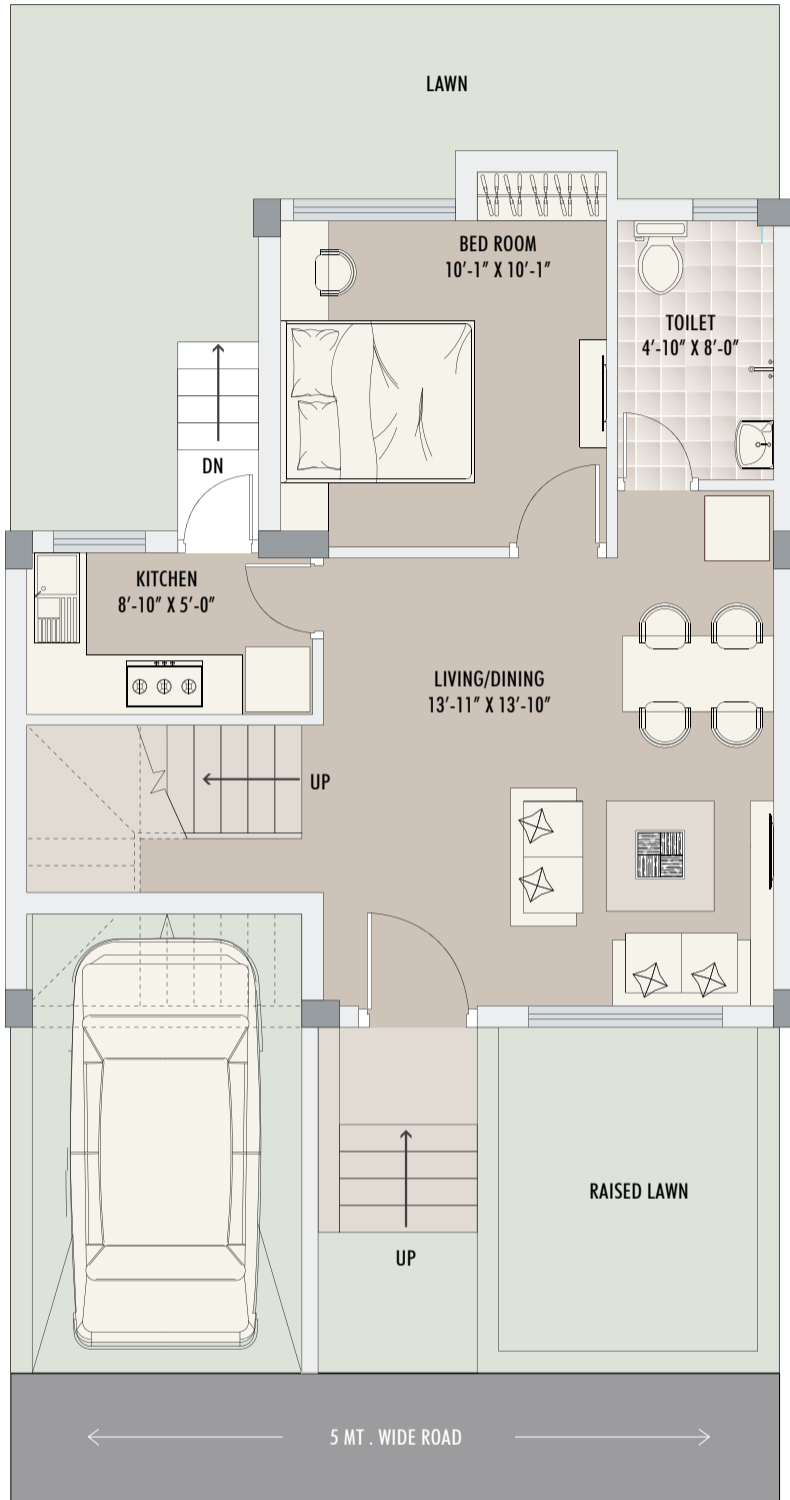 LAWN
BED ROOM
10’-1” X 10’-1”
TOILET
4’-10” X 8’-0”
DN
KITCHEN
8’-10” X 5’-0”
LIVING/DINING
13’-11” X 13’-10”
UP
RAISED LAWN
UP
5 MT . WIDE ROAD